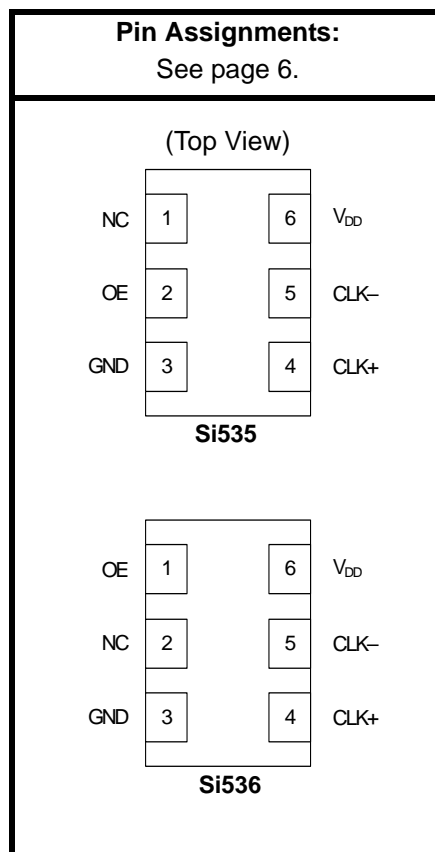 Pin Assignments:
See page 6.
(Top View)
NC 1 6 VDD
OE 2 5 CLK–
GND 3 4 CLK+
Si535
OE 1 6 VDD
NC 2 5 CLK–
GND 3 4 CLK+
Si536